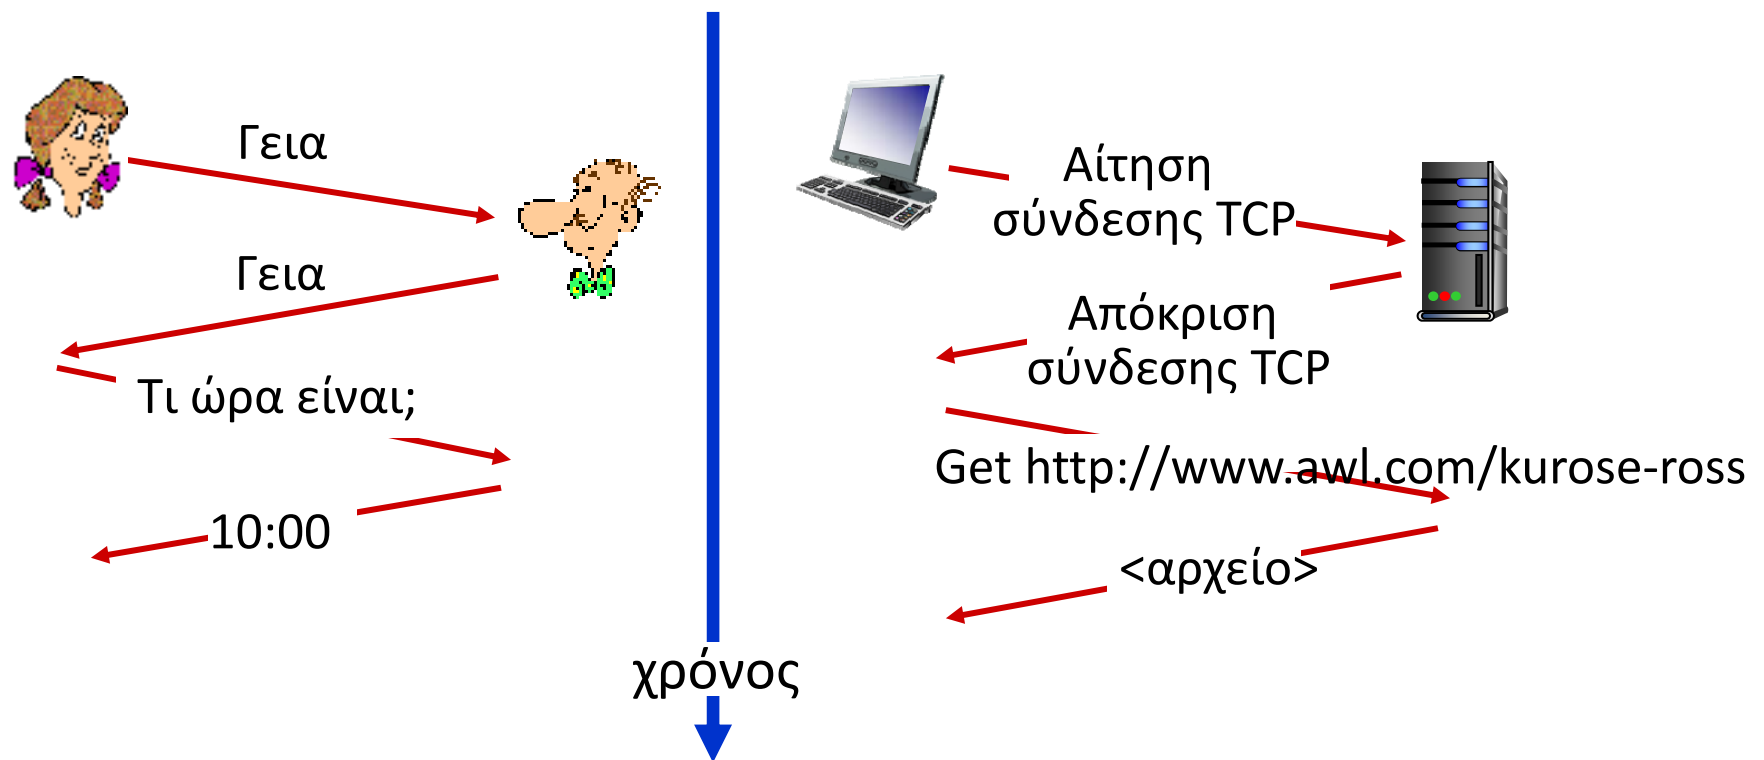 Γεια
Γεια
Τι ώρα είναι;
10:00
Αίτηση
σύνδεσης TCP
Απόκριση
σύνδεσης TCP
Get http://www.awl.com/kurose-ross
<αρχείο>
χρόνος